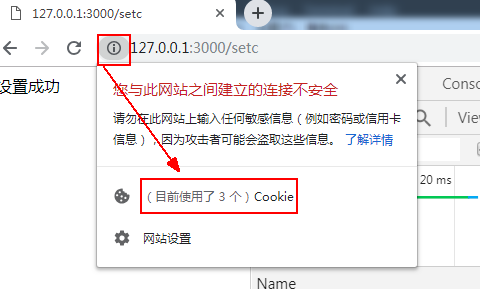 127.0.0.1:3000/setc
127.0.0.1:3000/setc
设置成功
您与此网站之间建立的连接不安全
请勿在此网站上输入任何敏感信息（例如密码或信用卡
信息），因为攻击者可能会盗取这些信息。 了解详情
（目前使用了 3 个）Cookie
网站设置
Conso
View
20 ms
Name